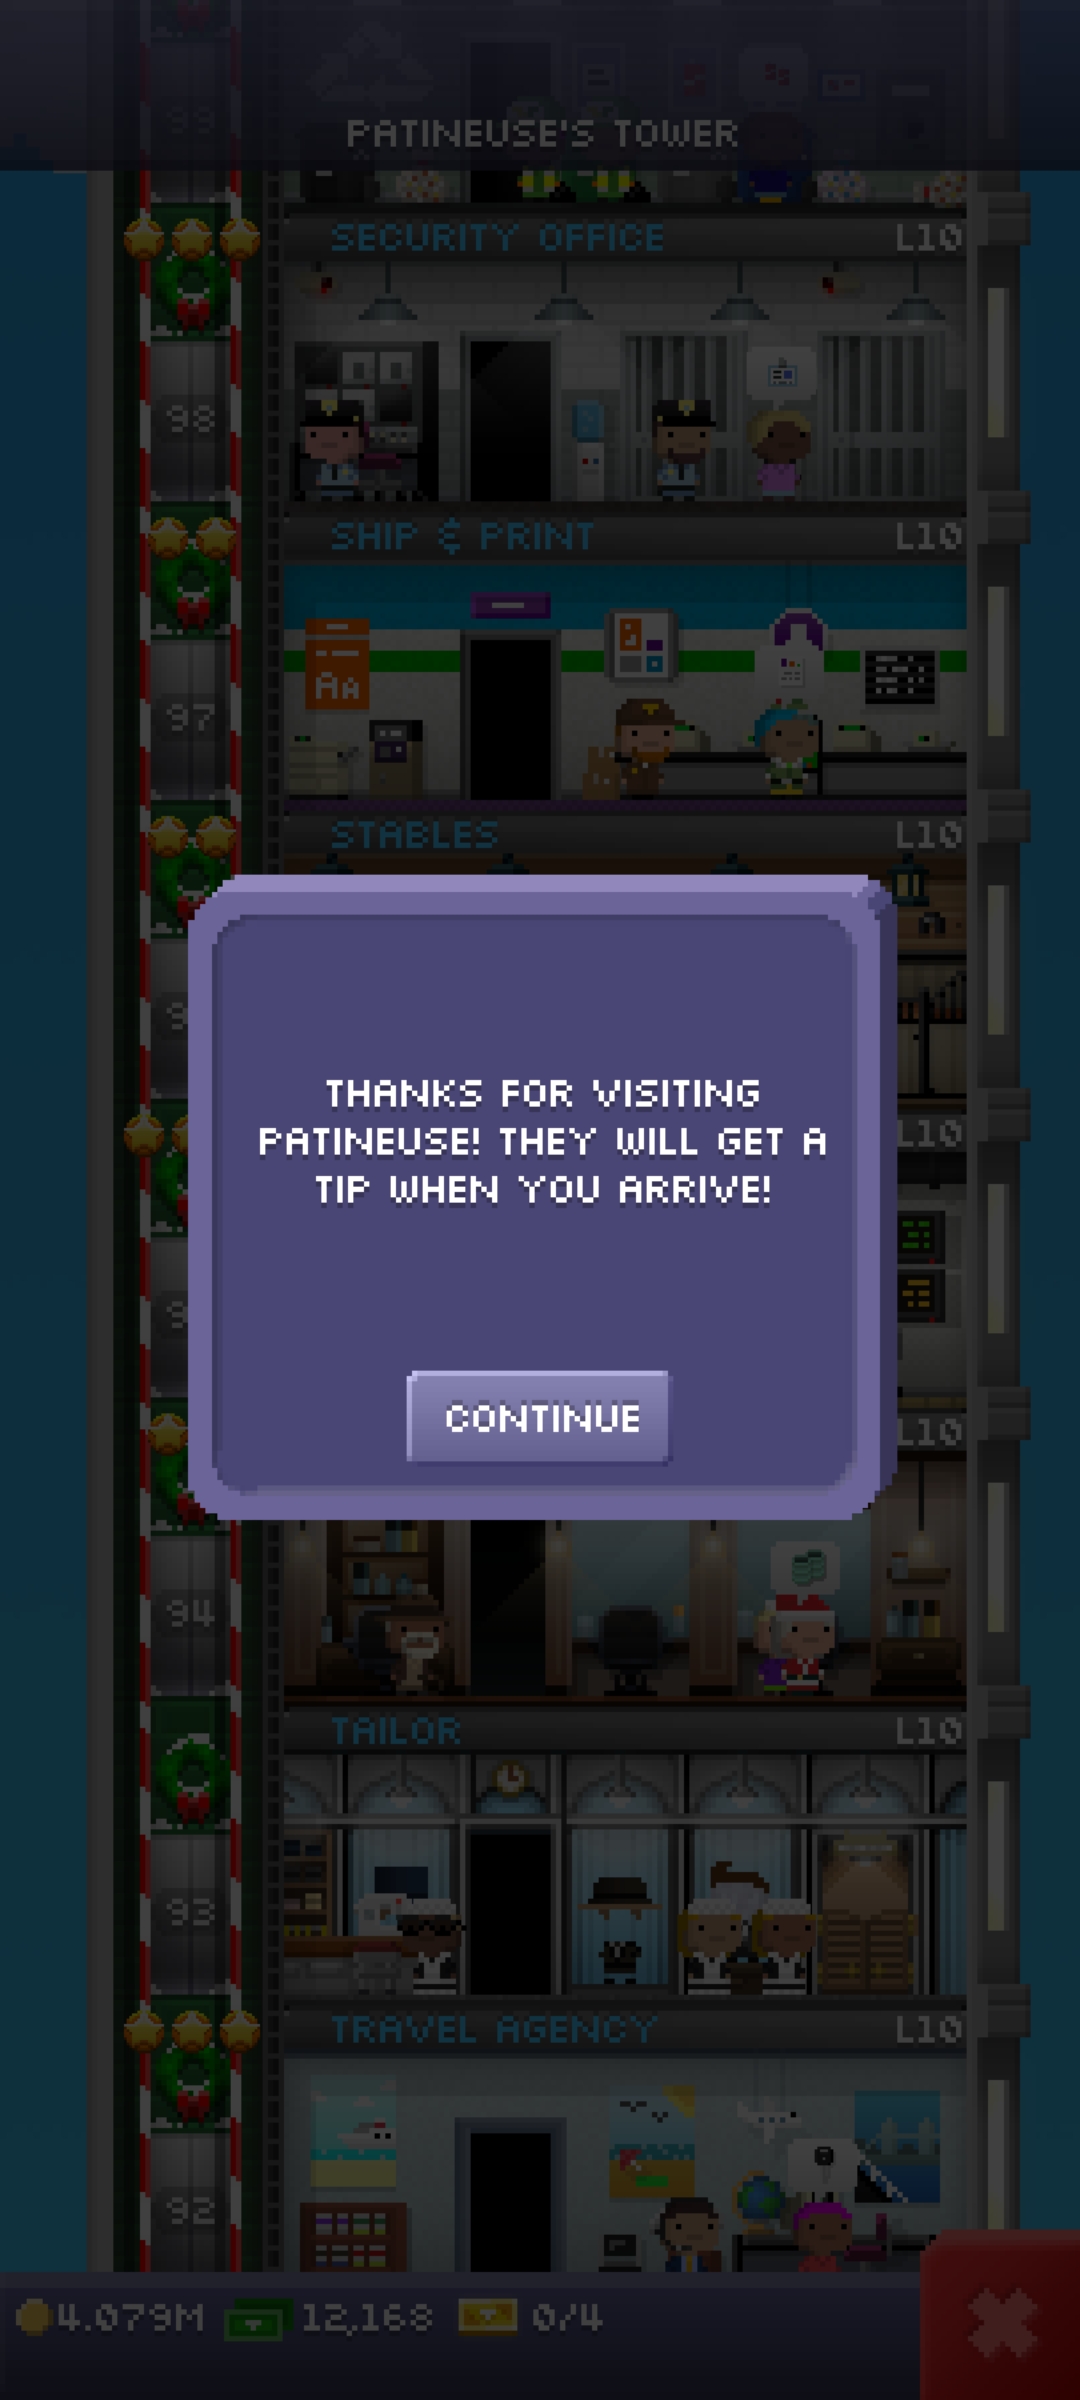 99
PATINEUSE'S TOWER
SECURITY OFFICE L10
98
SHIP & PRINT L10
Aa
97
STABLES L10
L10
THANKS FOR VISITING
PATINEUSE! THEY WILL GET A
TIP WHEN YOU ARRIVE!
CONTINUE
L10
94
TAILOR L10
93
TRAVEL AGENCY L10
92
4.079M 12,168 0/4